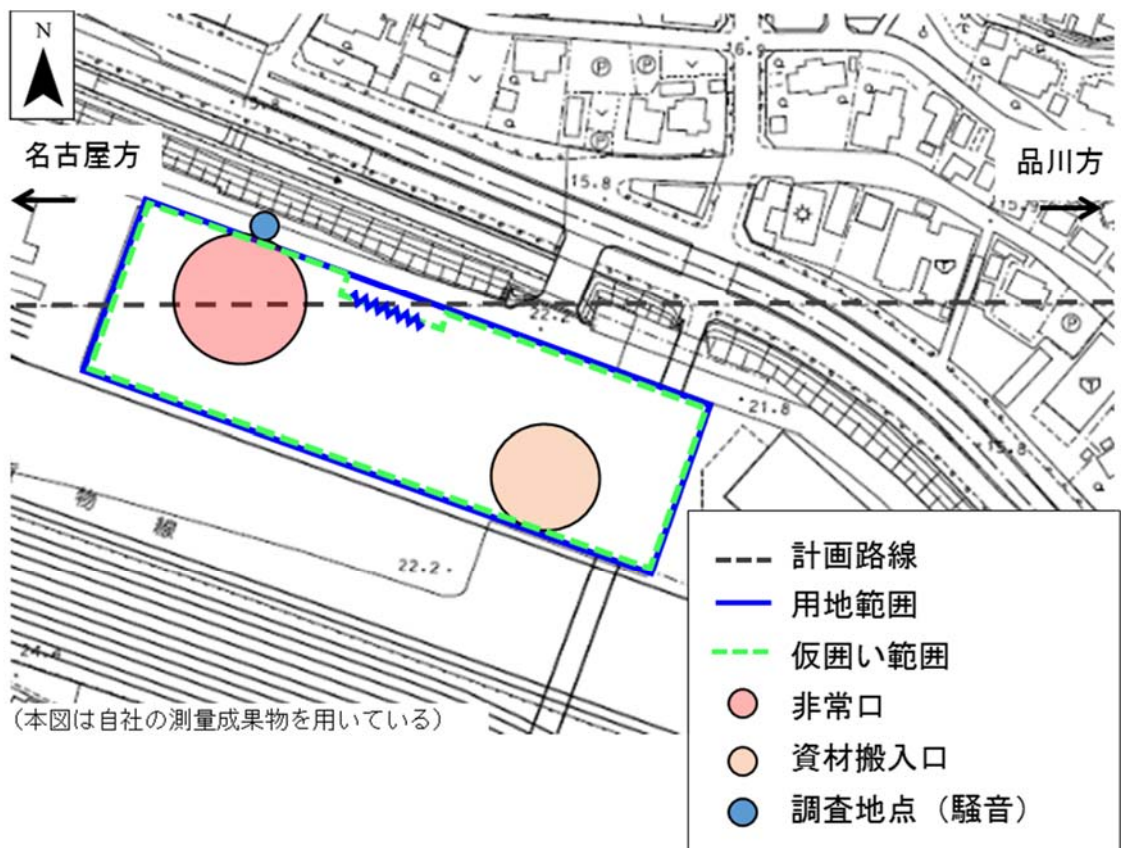 N
名古屋方
品川方
15.8
16.9
15.8
22.2
21.8
15.8
物線
22.2
24.6
(本図は自社の測量成果物を用いている)
計画路線
用地範囲
仮囲い範囲
非常口
資材搬入口
調査地点（騒音）